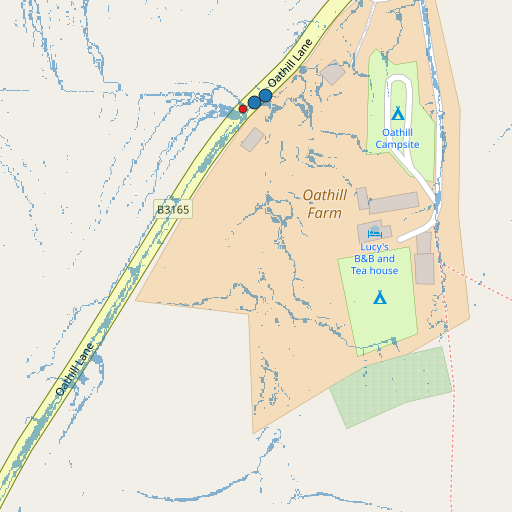 Oathill Lane
Oathill
Campsite
Oathill
Farm
B3165
Lucy's
B&B and
Tea house
Oathill Lane